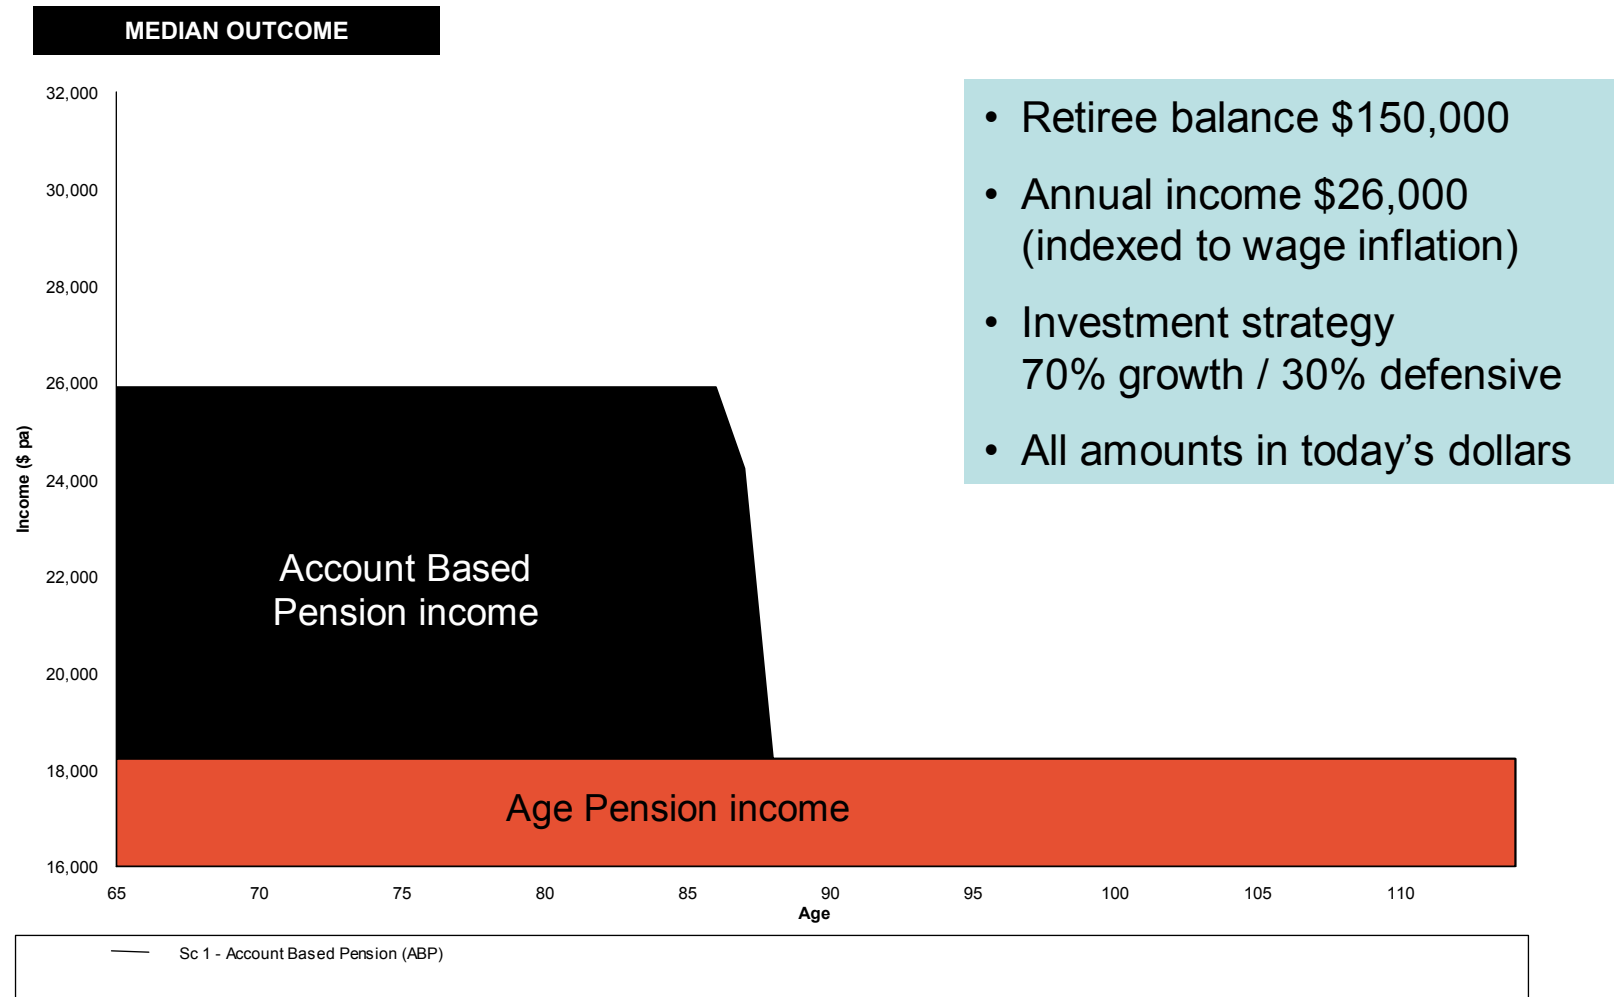 MEDIAN OUTCOME
32,000
30,000
28,000
26,000
24,000
22,000
20,000
18,000
16,000
Income ($ pa)
• Retiree balance $150,000
• Annual income $26,000
(indexed to wage inflation)
• Investment strategy
70% growth / 30% defensive
• All amounts in today’s dollars
Account Based
Pension income
Age Pension income
65 70 75 80 85 90 95 100 105 110
Age
Sc 1 - Account Based Pension (ABP)